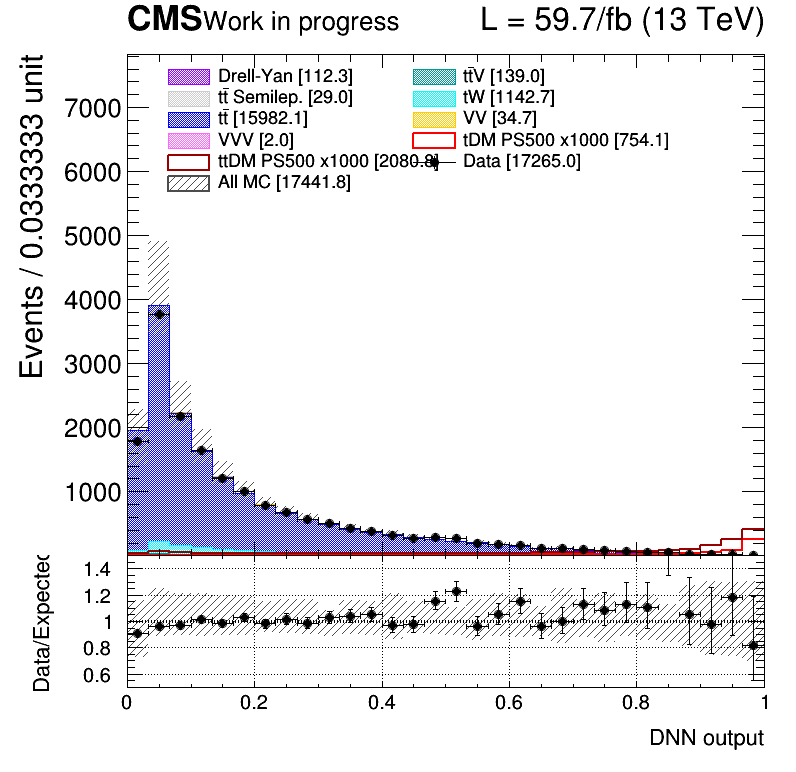 CMS Work in progress L = 59.7/fb (13 TeV)
Events / 0.0333333 unit
7000
6000
5000
4000
3000
2000
1000
Drell-Yan [112.3] tt̄V [139.0]
tt̄ Semilep. [29.0] tW [1142.7]
tt̄ [15982.1] VV [34.7]
VVV [2.0] tDM PS500 x1000 [754.1]
ttDM PS500 x1000 [2080.8] Data [17265.0]
All MC [17441.8]
Data/Expected
1.4
1.2
1
0.8
0.6
0 0.2 0.4 0.6 0.8 1
DNN output